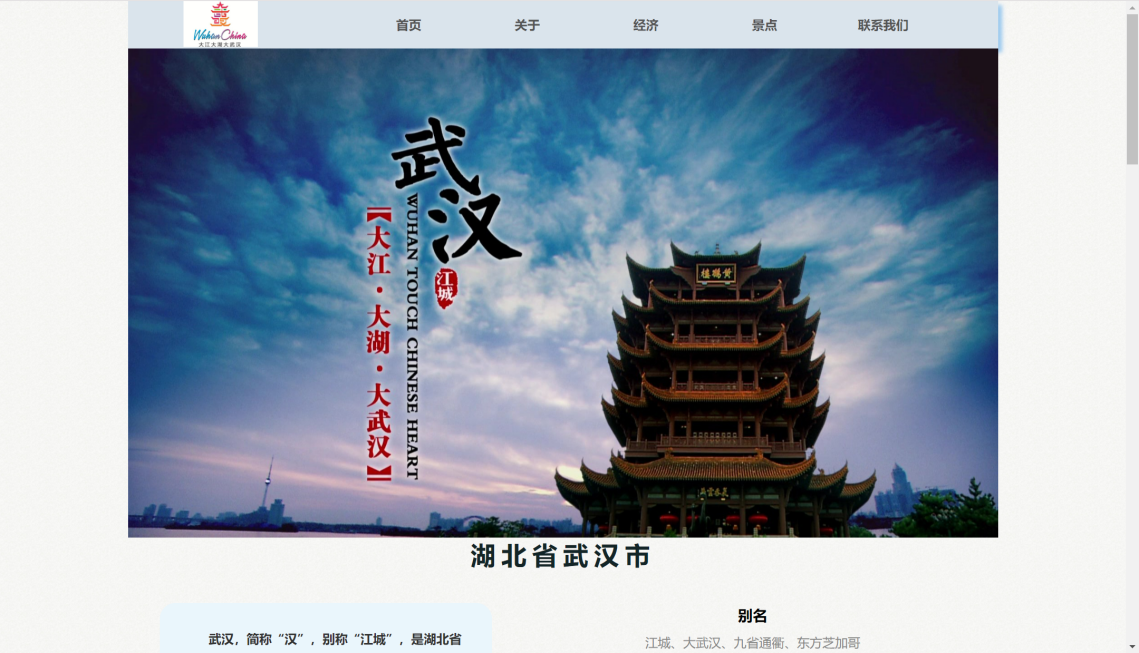 Wuhan China
大江大湖大武汉
首页
关于
经济
景点
联系我们
武汉
江城
WUHAN TOUCH CHINESE HEART
【大江·大湖·大武汉】
黄鹤楼
湖北省武汉市
武汉，简称“汉”，别称“江城”，是湖北省
别名
江城、大武汉、九省通衢、东方芝加哥